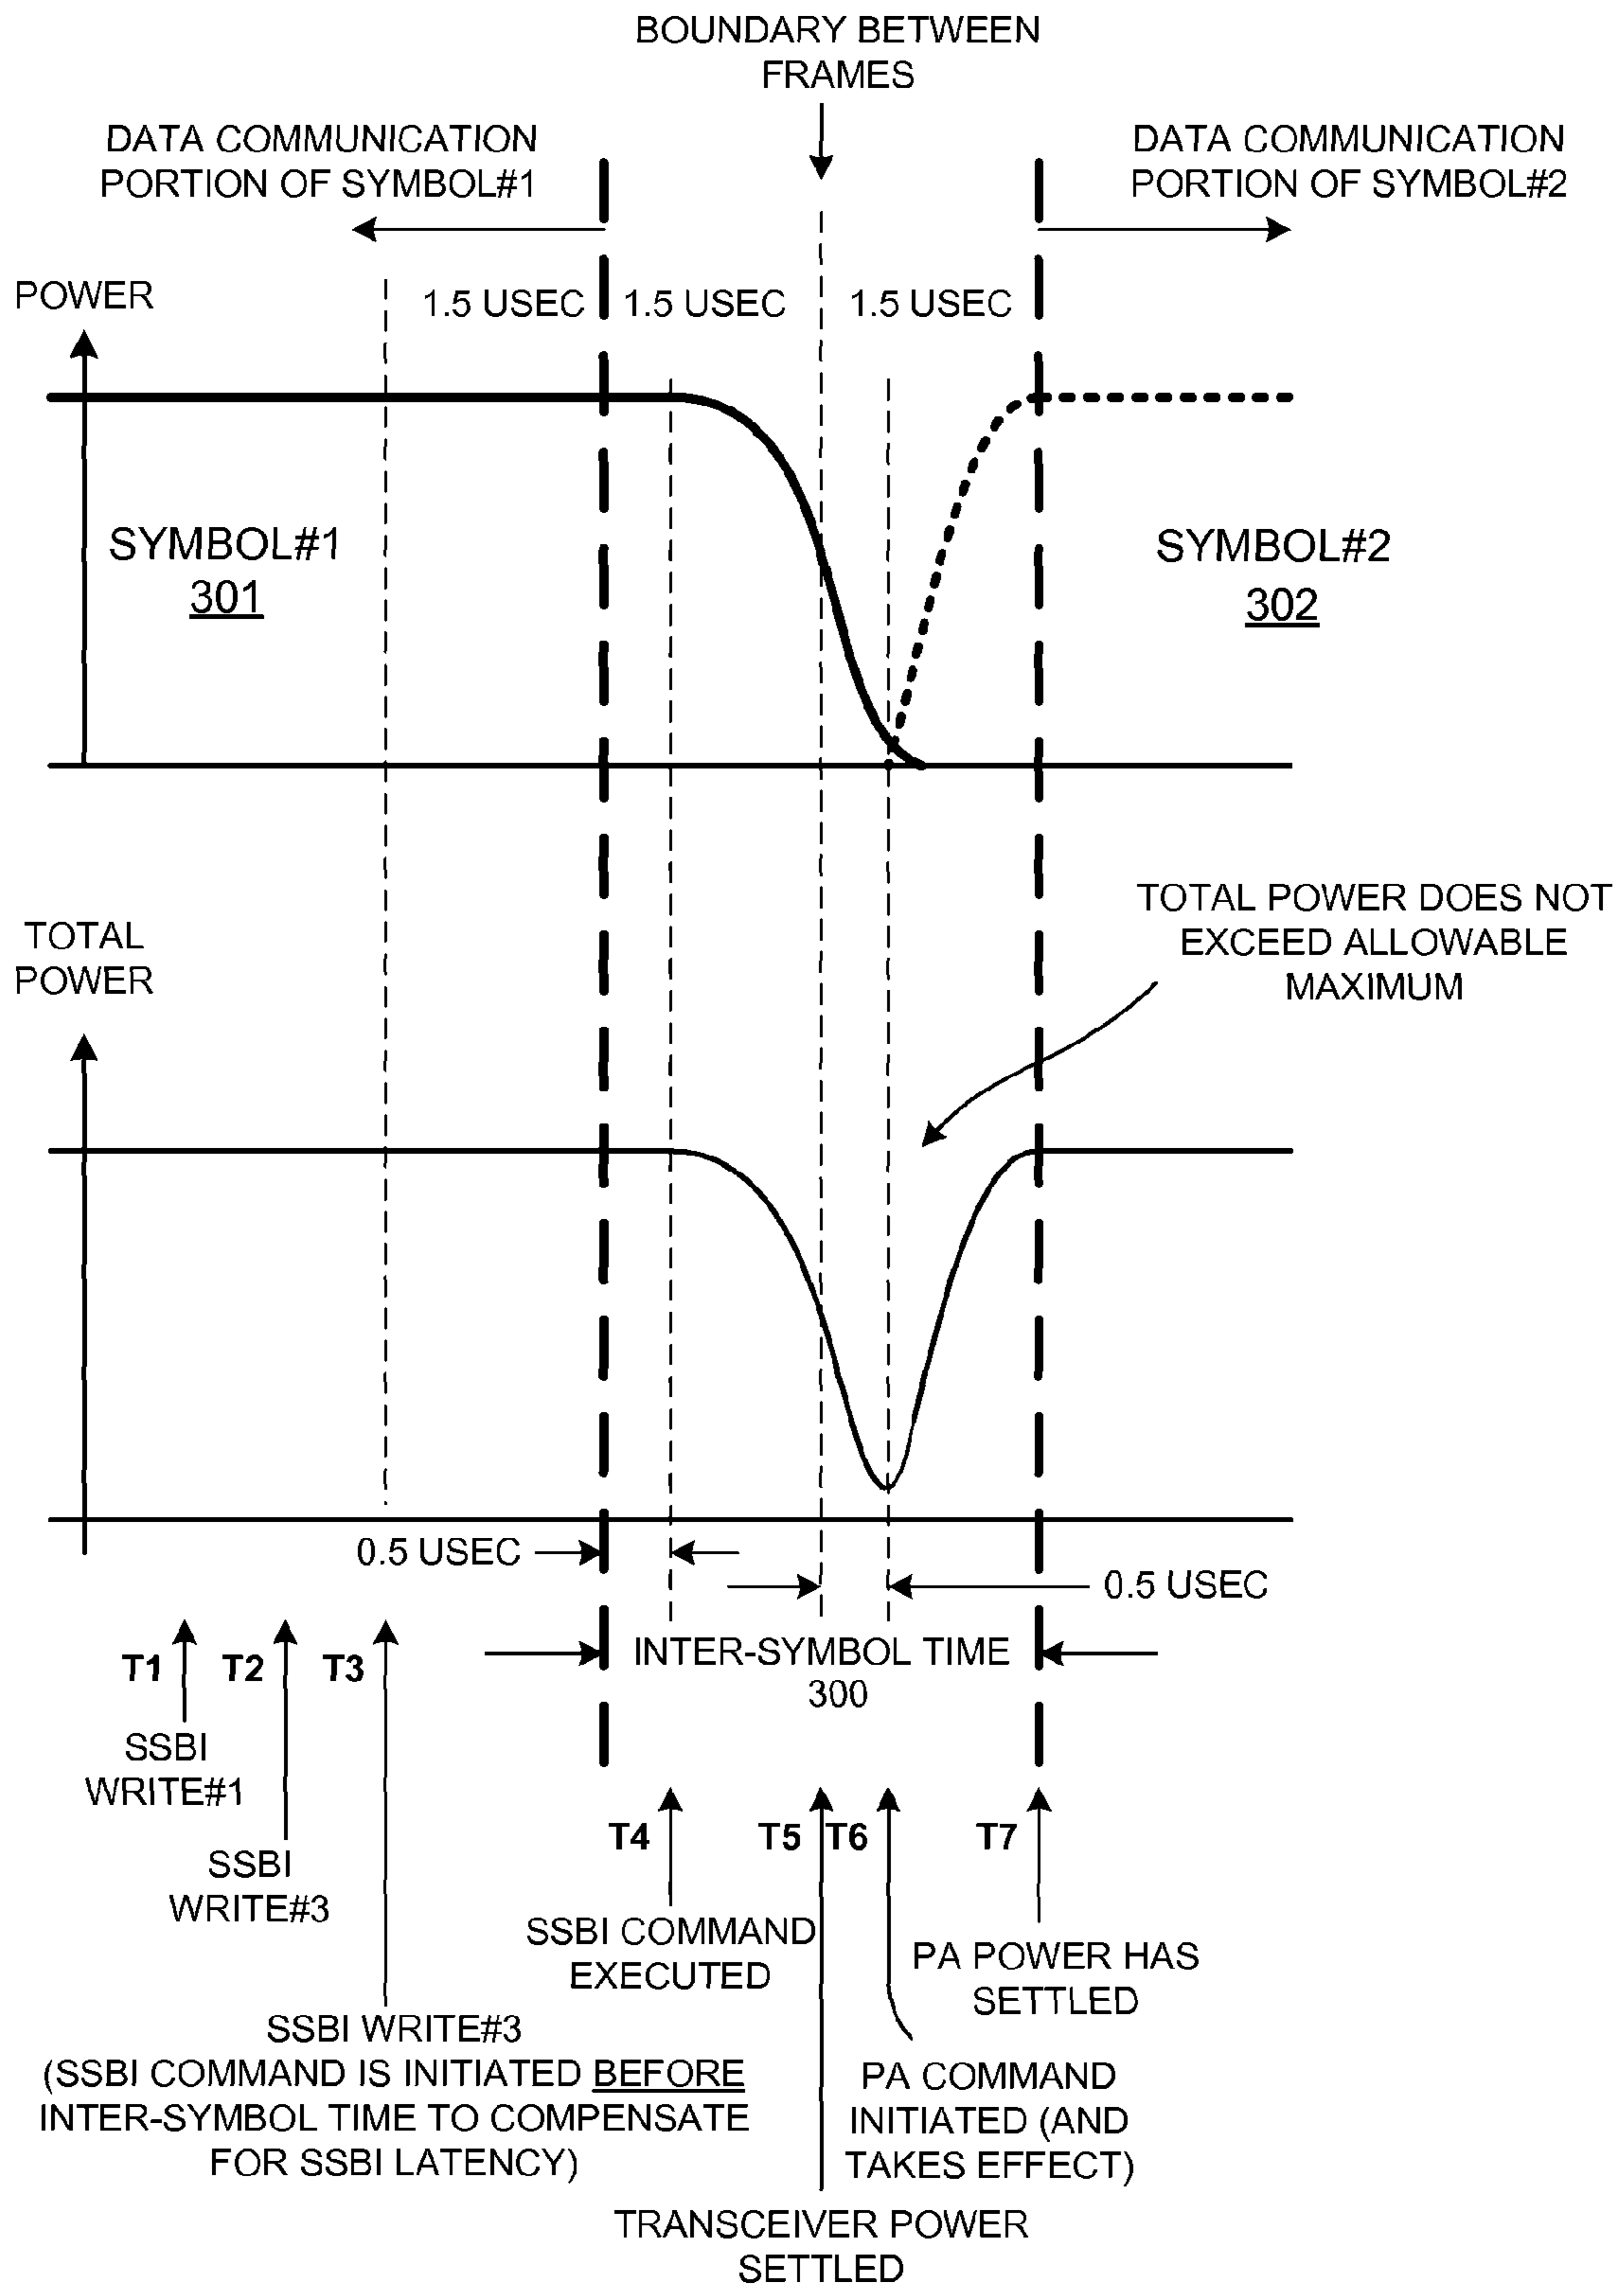 BOUNDARY BETWEEN
FRAMES
DATA COMMUNICATION
PORTION OF SYMBOL#1
DATA COMMUNICATION
PORTION OF SYMBOL#2
POWER
1.5 USEC
1.5 USEC
1.5 USEC
SYMBOL#1
301
SYMBOL#2
302
TOTAL POWER DOES NOT
EXCEED ALLOWABLE
MAXIMUM
TOTAL
POWER
0.5 USEC
0.5 USEC
INTER-SYMBOL TIME
300
T1
T2
T3
SSBI
WRITE#1
SSBI
WRITE#3
T4
T5
T6
T7
SSBI COMMAND
EXECUTED
PA POWER HAS
SETTLED
SSBI WRITE#3
(SSBI COMMAND IS INITIATED BEFORE
INTER-SYMBOL TIME TO COMPENSATE
FOR SSBI LATENCY)
PA COMMAND
INITIATED (AND
TAKES EFFECT)
TRANSCEIVER POWER
SETTLED